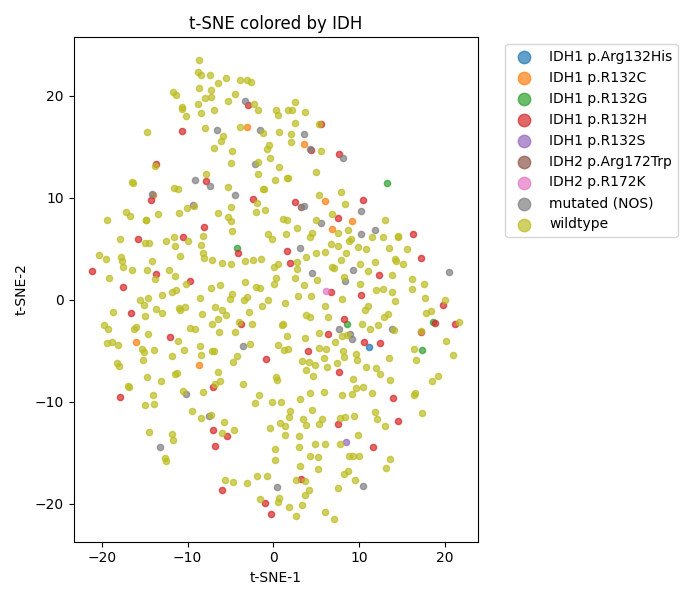 t-SNE colored by IDH
IDH1 p.Arg132His
IDH1 p.R132C
IDH1 p.R132G
IDH1 p.R132H
IDH1 p.R132S
IDH2 p.Arg172Trp
IDH2 p.R172K
mutated (NOS)
wildtype
t-SNE-2
20
10
0
−10
−20
−20
−10
0
10
20
t-SNE-1